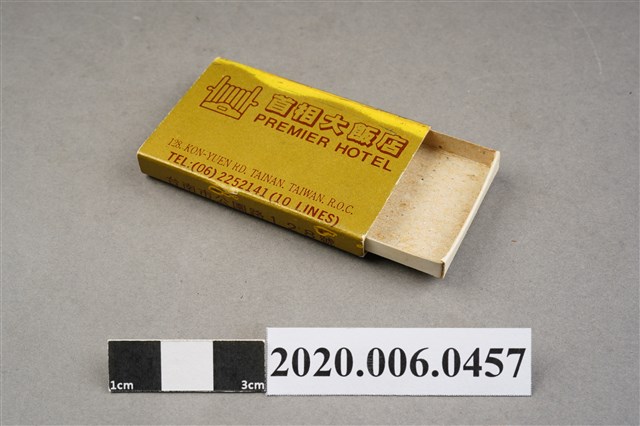 首相大飯店
PREMIER HOTEL
128, KON-YUEN RD. TAINAN, TAIWAN, R.O.C.
TEL:(06)2252141 (10 LINES)
1cm
3cm
2020.006.0457